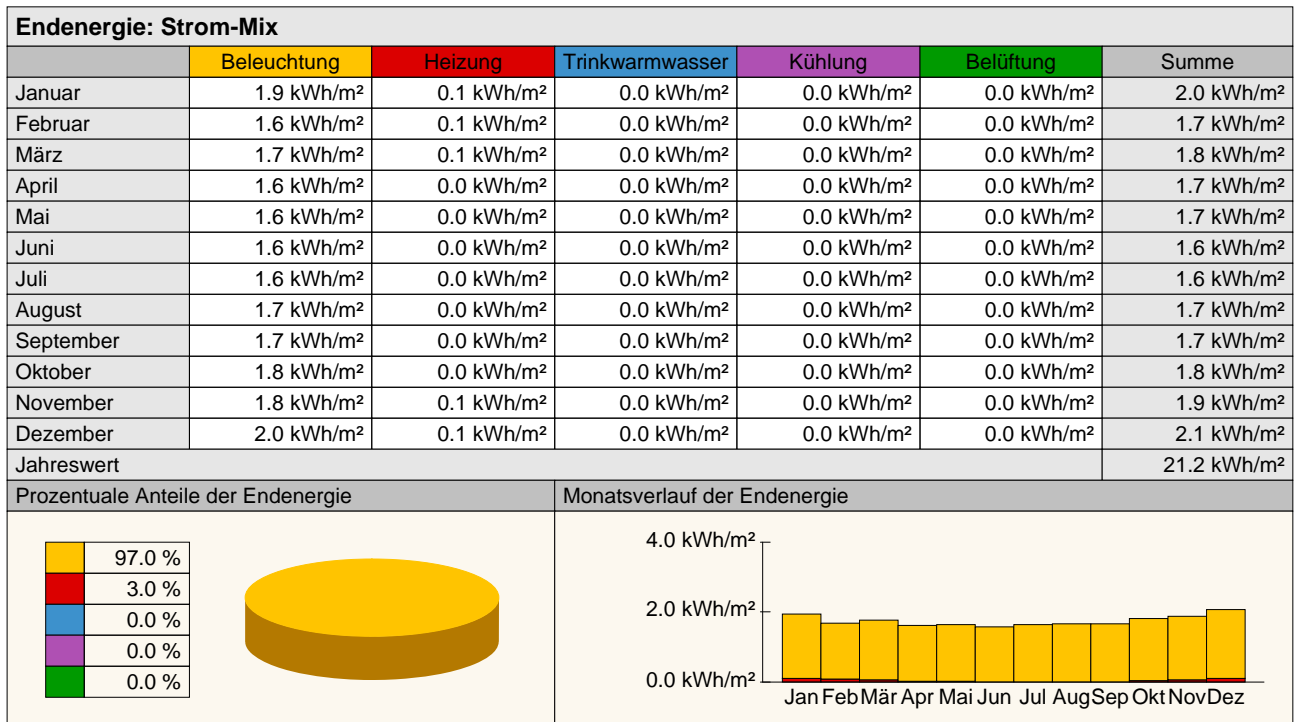 Endenergie: Strom-Mix
Beleuchtung Heizung Trinkwarmwasser Kühlung Belüftung Summe
Januar 1.9 kWh/m² 0.1 kWh/m² 0.0 kWh/m² 0.0 kWh/m² 0.0 kWh/m² 2.0 kWh/m²
Februar 1.6 kWh/m² 0.1 kWh/m² 0.0 kWh/m² 0.0 kWh/m² 0.0 kWh/m² 1.7 kWh/m²
März 1.7 kWh/m² 0.1 kWh/m² 0.0 kWh/m² 0.0 kWh/m² 0.0 kWh/m² 1.8 kWh/m²
April 1.6 kWh/m² 0.0 kWh/m² 0.0 kWh/m² 0.0 kWh/m² 0.0 kWh/m² 1.7 kWh/m²
Mai 1.6 kWh/m² 0.0 kWh/m² 0.0 kWh/m² 0.0 kWh/m² 0.0 kWh/m² 1.7 kWh/m²
Juni 1.6 kWh/m² 0.0 kWh/m² 0.0 kWh/m² 0.0 kWh/m² 0.0 kWh/m² 1.6 kWh/m²
Juli 1.6 kWh/m² 0.0 kWh/m² 0.0 kWh/m² 0.0 kWh/m² 0.0 kWh/m² 1.6 kWh/m²
August 1.7 kWh/m² 0.0 kWh/m² 0.0 kWh/m² 0.0 kWh/m² 0.0 kWh/m² 1.7 kWh/m²
September 1.7 kWh/m² 0.0 kWh/m² 0.0 kWh/m² 0.0 kWh/m² 0.0 kWh/m² 1.7 kWh/m²
Oktober 1.8 kWh/m² 0.0 kWh/m² 0.0 kWh/m² 0.0 kWh/m² 0.0 kWh/m² 1.8 kWh/m²
November 1.8 kWh/m² 0.1 kWh/m² 0.0 kWh/m² 0.0 kWh/m² 0.0 kWh/m² 1.9 kWh/m²
Dezember 2.0 kWh/m² 0.1 kWh/m² 0.0 kWh/m² 0.0 kWh/m² 0.0 kWh/m² 2.1 kWh/m²
Jahreswert 21.2 kWh/m²
Prozentuale Anteile der Endenergie
97.0 %
3.0 %
0.0 %
0.0 %
0.0 %
Monatsverlauf der Endenergie
4.0 kWh/m²
2.0 kWh/m²
0.0 kWh/m²
Jan Feb Mär Apr Mai Jun Jul Aug Sep Okt Nov Dez